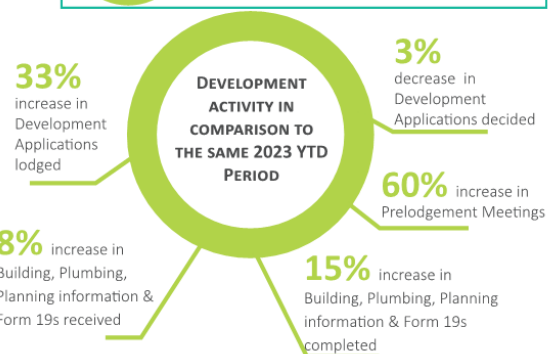 33%
increase in
Development
Applications
lodged
DEVELOPMENT
ACTIVITY IN
COMPARISON TO
THE SAME 2023 YTD
PERIOD
3%
decrease in
Development
Applications decided
60% increase in
Prelodgement Meetings
8% increase in
Building, Plumbing,
Planning information &
Form 19s received
15% increase in
Building, Plumbing, Planning
information & Form 19s
completed